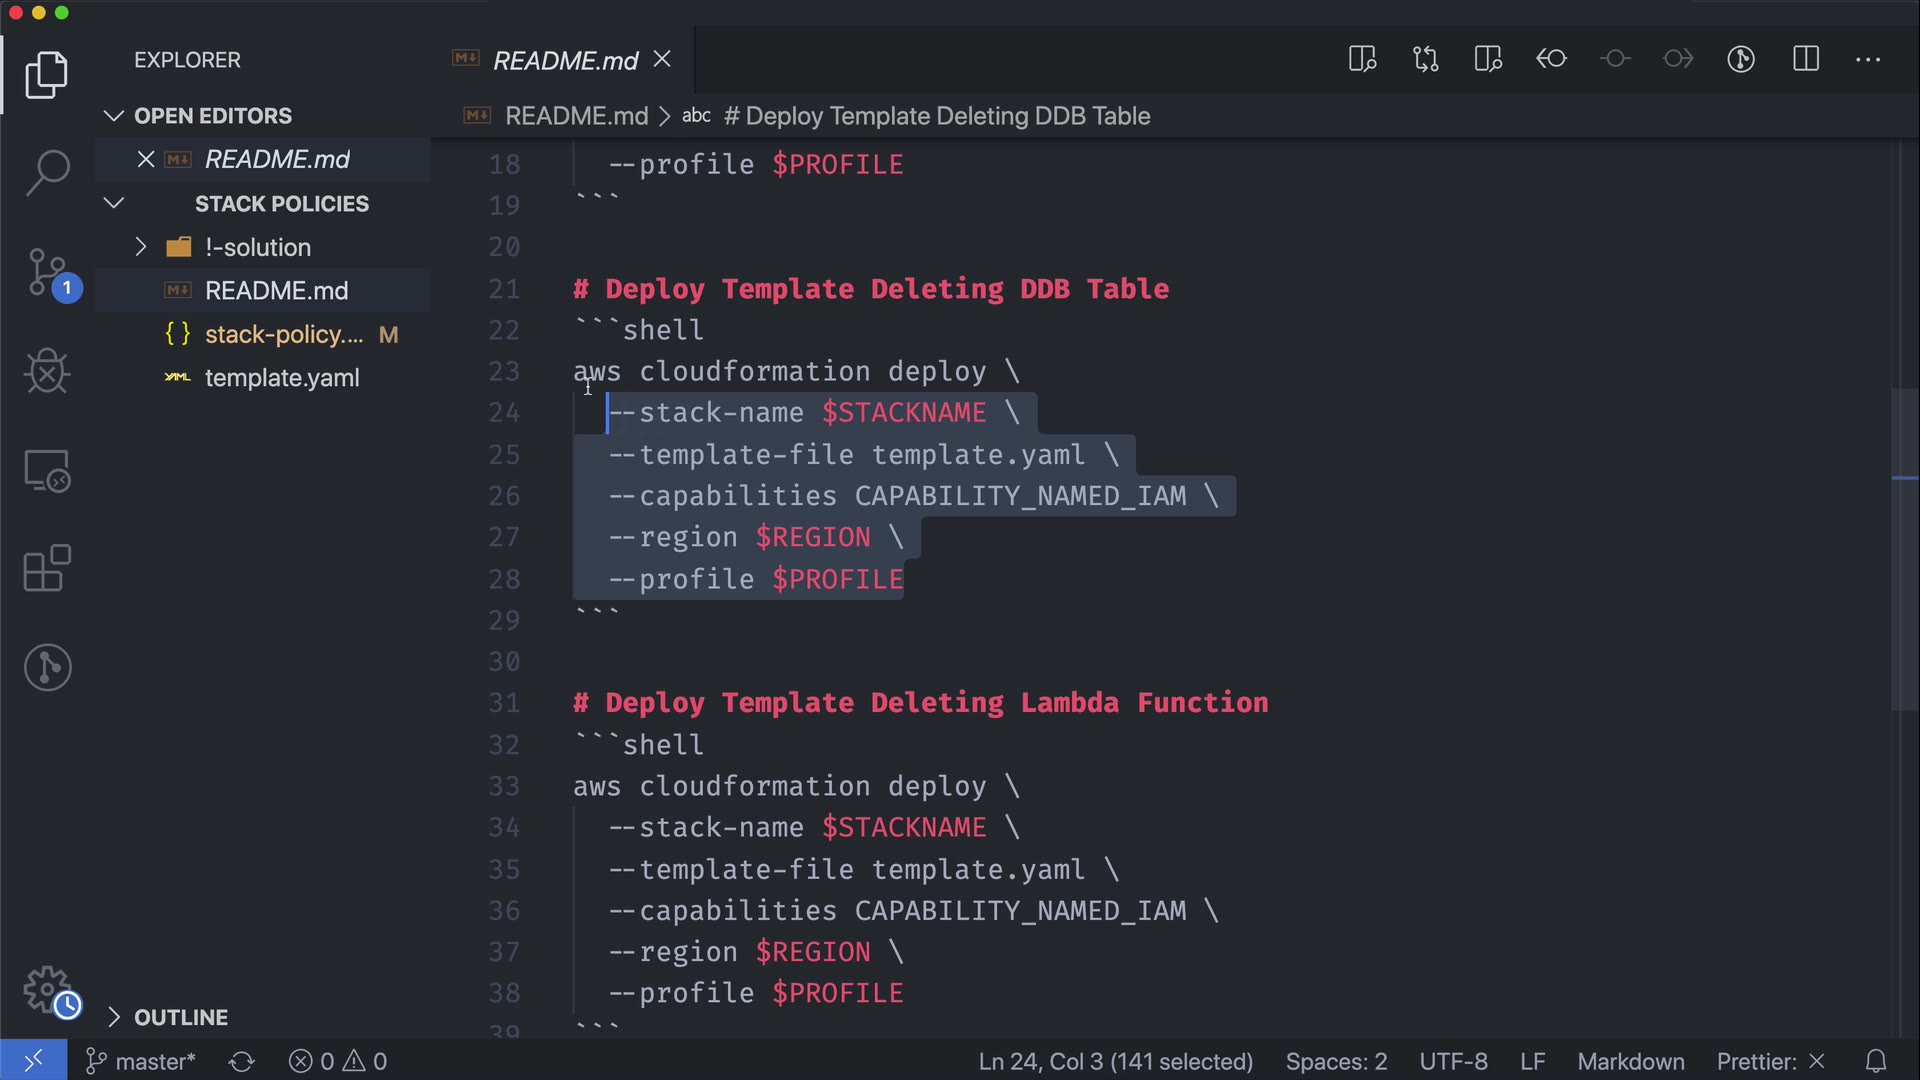 EXPLORER
OPEN EDITORS
README.md
STACK POLICIES
!-solution
README.md
stack-policy.... M
template.yaml
1
OUTLINE
README.md
README.md > abc # Deploy Template Deleting DDB Table
18 --profile $PROFILE
19 ```
20
21 # Deploy Template Deleting DDB Table
22 ```shell
23 aws cloudformation deploy \
24 --stack-name $STACKNAME \
25 --template-file template.yaml \
26 --capabilities CAPABILITY_NAMED_IAM \
27 --region $REGION \
28 --profile $PROFILE
29 ```
30
31 # Deploy Template Deleting Lambda Function
32 ```shell
33 aws cloudformation deploy \
34 --stack-name $STACKNAME \
35 --template-file template.yaml \
36 --capabilities CAPABILITY_NAMED_IAM \
37 --region $REGION \
38 --profile $PROFILE
39 ```
master* 0 0 Ln 24, Col 3 (141 selected) Spaces: 2 UTF-8 LF Markdown Prettier: ×